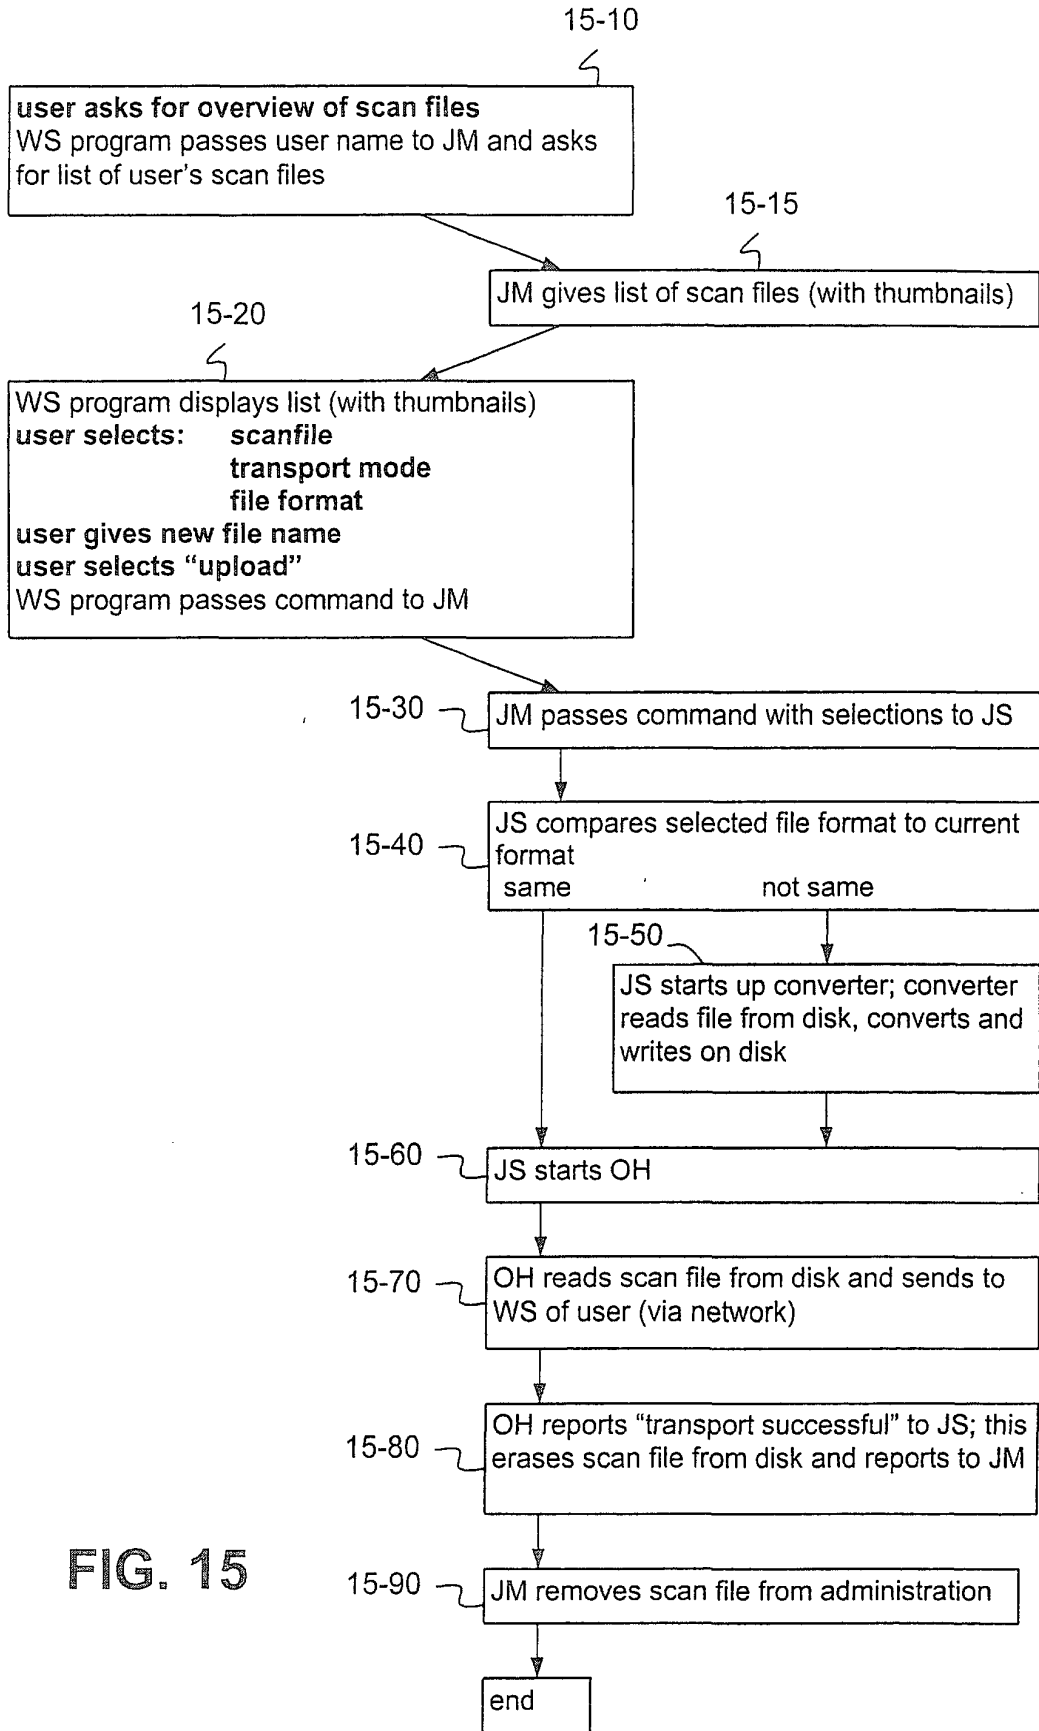 15-10
user asks for overview of scan files
WS program passes user name to JM and asks
for list of user's scan files
15-15
JM gives list of scan files (with thumbnails)
15-20
WS program displays list (with thumbnails)
user selects: scanfile
transport mode
file format
user gives new file name
user selects “upload”
WS program passes command to JM
15-30
JM passes command with selections to JS
15-40
JS compares selected file format to current
format
same not same
15-50
JS starts up converter; converter
reads file from disk, converts and
writes on disk
15-60
JS starts OH
15-70
OH reads scan file from disk and sends to
WS of user (via network)
15-80
OH reports “transport successful” to JS; this
erases scan file from disk and reports to JM
15-90
JM removes scan file from administration
end
FIG. 15